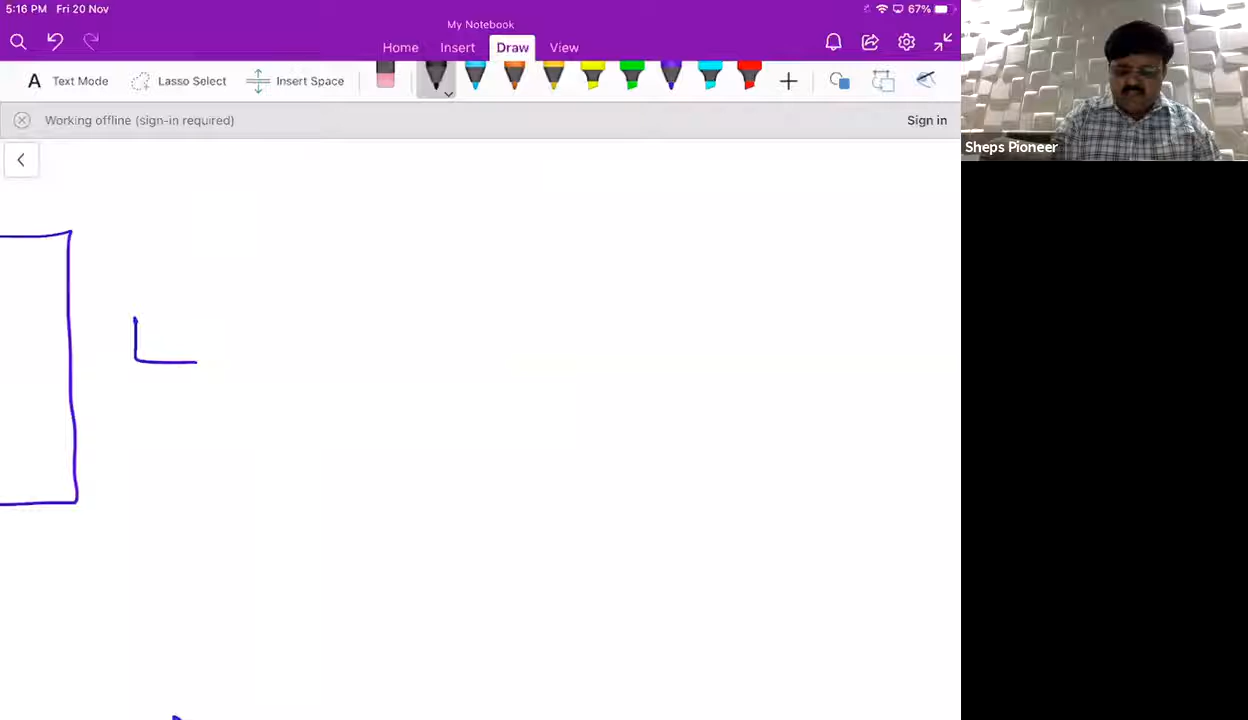 5:16 PM Fri 20 Nov
67%
My Notebook
Home Insert Draw View
A Text Mode Lasso Select Insert Space
Working offline (sign-in required)
Sign in
Sheps Pioneer